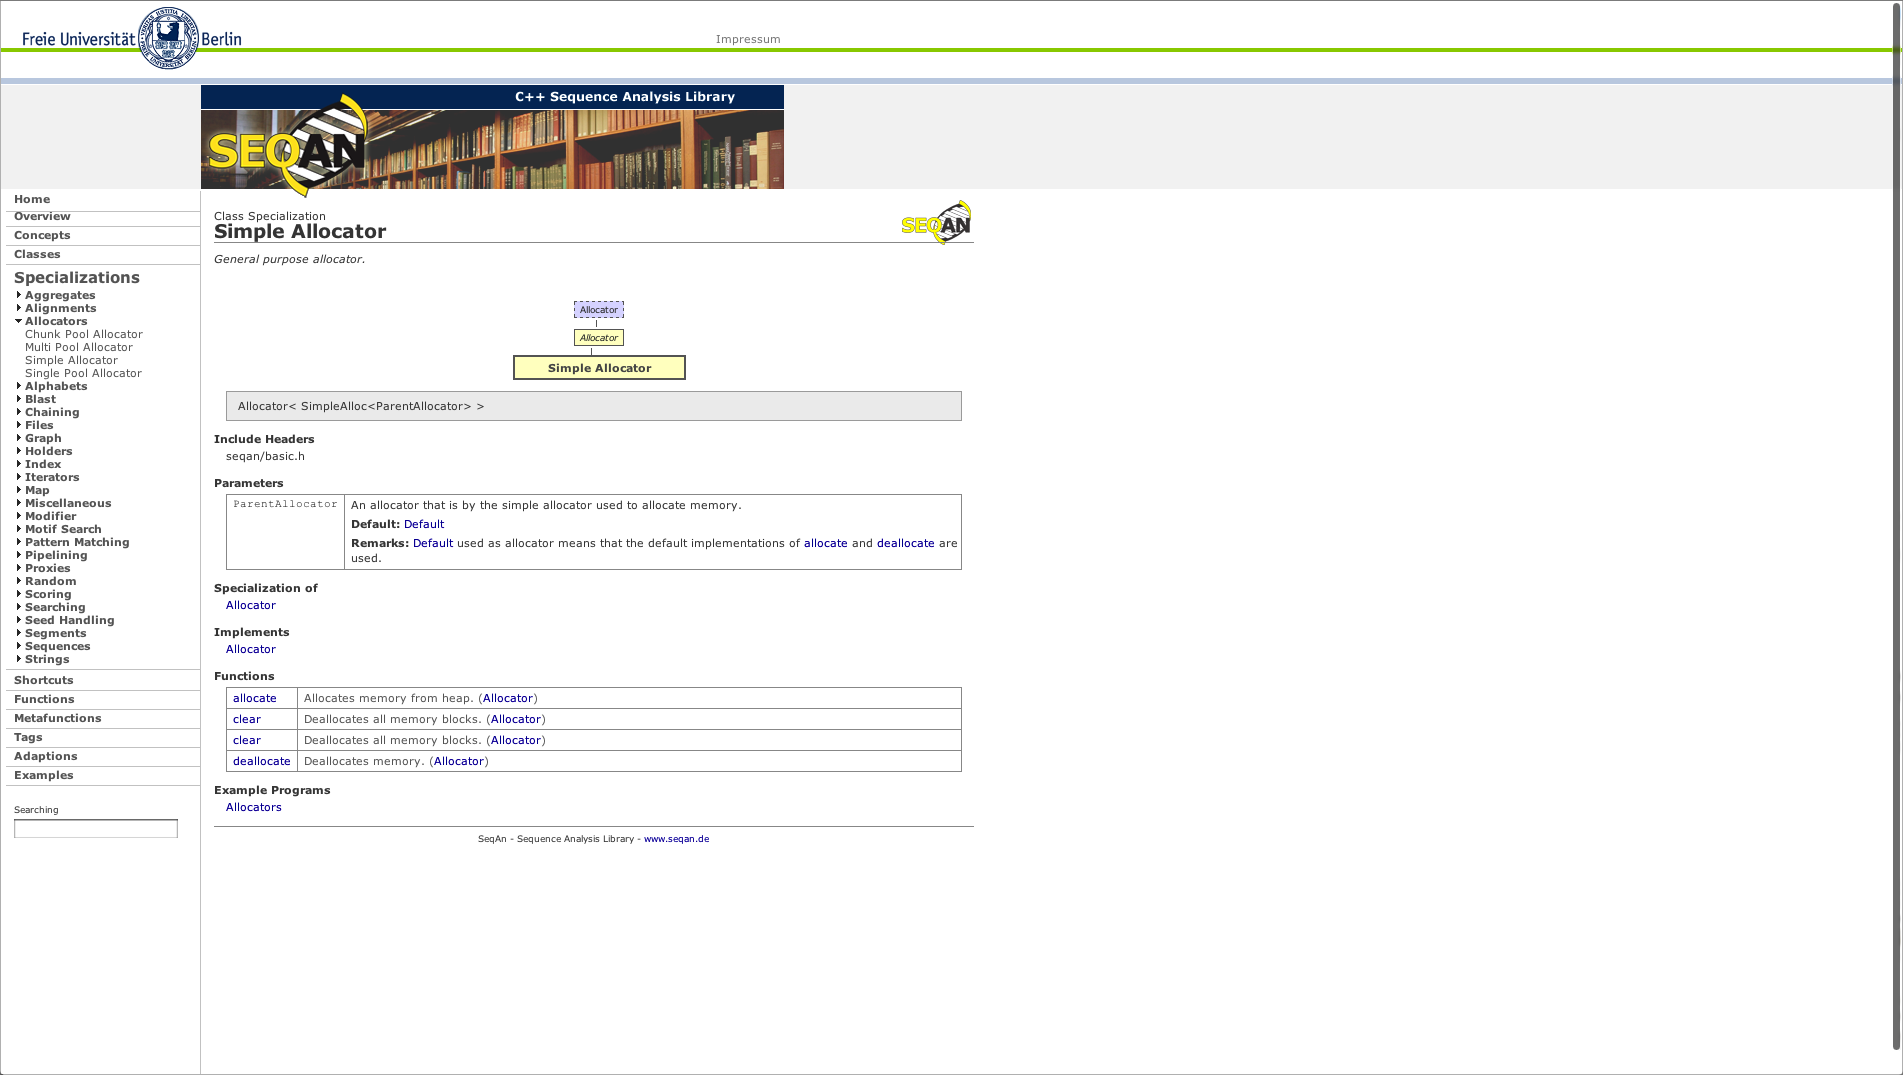 Freie Universität Berlin
Impressum
C++ Sequence Analysis Library
SEQAN
Home
Overview
Concepts
Classes
Specializations
Aggregates
Alignments
Allocators
Chunk Pool Allocator
Multi Pool Allocator
Simple Allocator
Single Pool Allocator
Alphabets
Blast
Chaining
Files
Graph
Holders
Index
Iterators
Map
Miscellaneous
Modifier
Motif Search
Pattern Matching
Pipelining
Proxies
Random
Scoring
Searching
Seed Handling
Segments
Sequences
Strings
Shortcuts
Functions
Metafunctions
Tags
Adaptions
Examples
Searching
Class Specialization
Simple Allocator
SEQAN
General purpose allocator.
Allocator
Allocator
Simple Allocator
Allocator< SimpleAlloc<ParentAllocator> >
Include Headers
seqan/basic.h
Parameters
ParentAllocator An allocator that is by the simple allocator used to allocate memory.
Default: Default
Remarks: Default used as allocator means that the default implementations of allocate and deallocate are
used.
Specialization of
Allocator
Implements
Allocator
Functions
allocate Allocates memory from heap. (Allocator)
clear Deallocates all memory blocks. (Allocator)
clear Deallocates all memory blocks. (Allocator)
deallocate Deallocates memory. (Allocator)
Example Programs
Allocators
SeqAn - Sequence Analysis Library - www.seqan.de